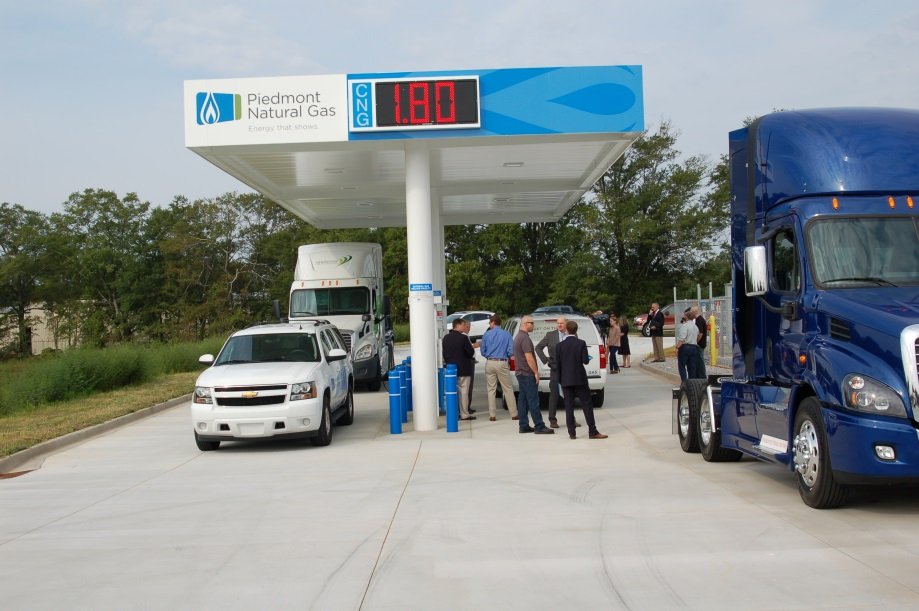 Piedmont
Natural Gas
Energy that shows.
CNG
1.80